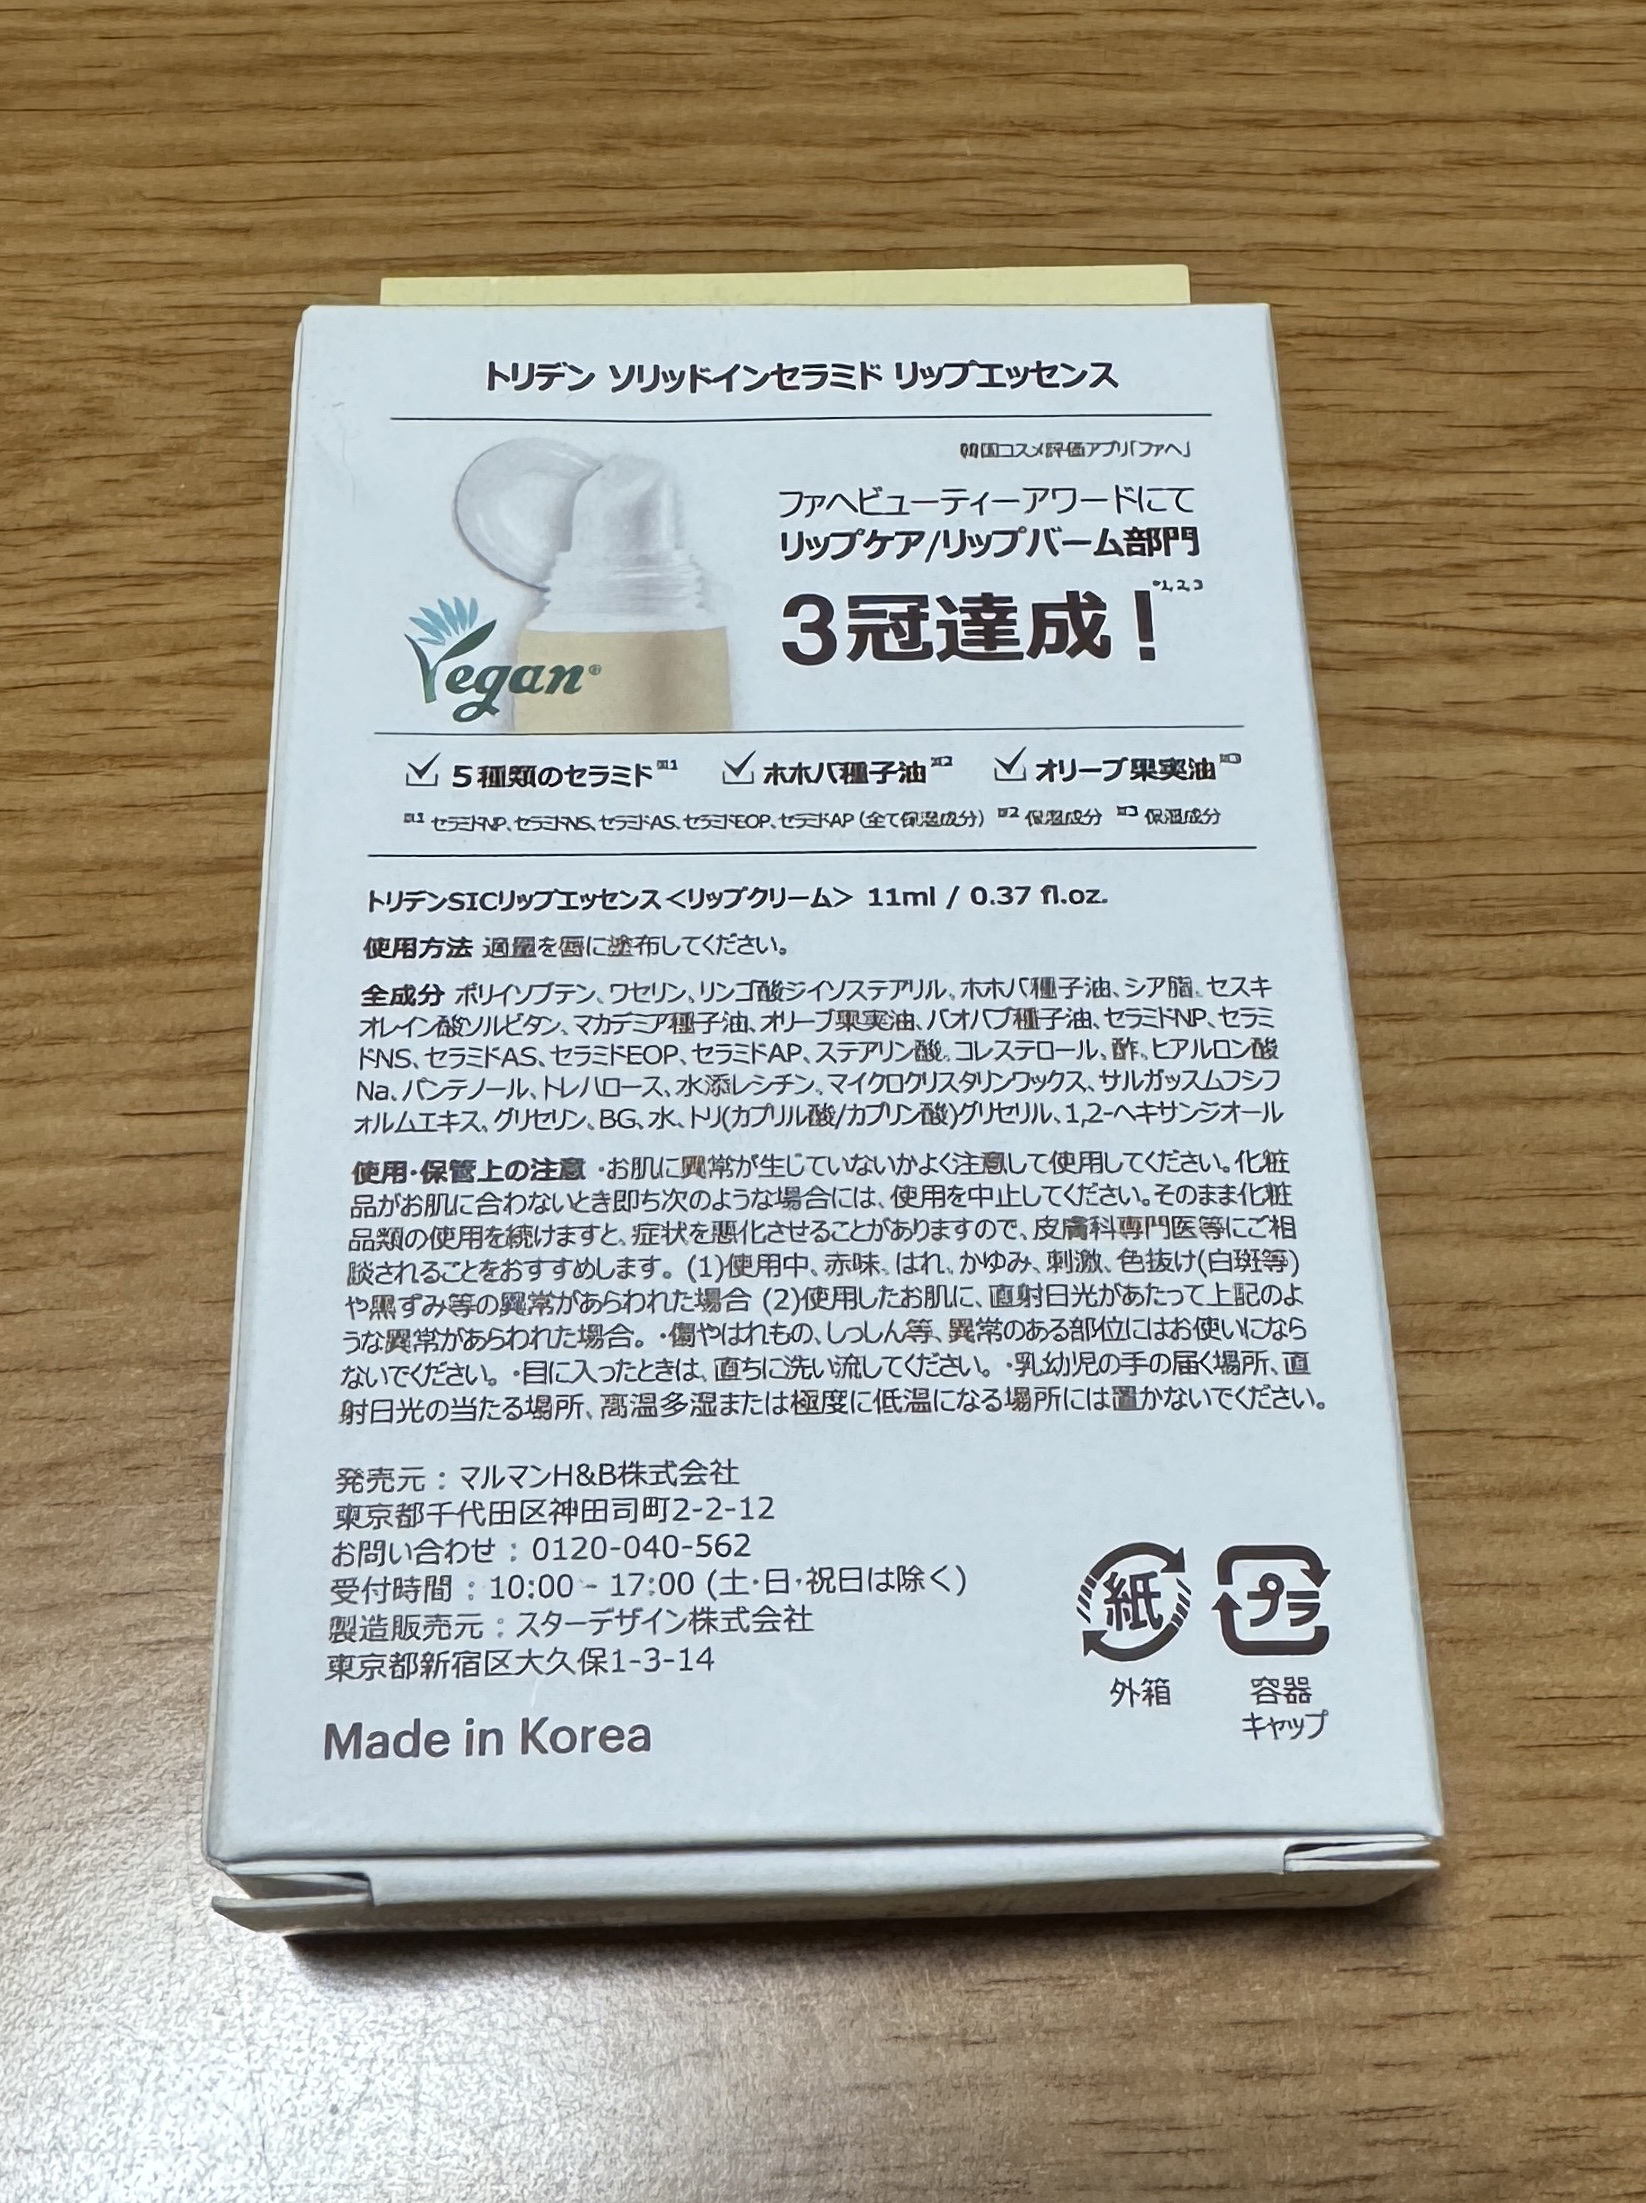 トリデン ソリッドインセラミド リップエッセンス
韓国コスメ評価アプリ「ファヘ」
ファヘビューティーアワードにて
リップケア/リップバーム部門
3冠達成！*1,2,3
Vegan®
5種類のセラミド※1 ホホバ種子油※2 オリーブ果実油※3
※1 セラミドNP、セラミドNS、セラミドAS、セラミドEOP、セラミドAP (全て保湿成分) ※2 保湿成分 ※3 保湿成分
トリデンSICリップエッセンス<リップクリーム> 11ml / 0.37 fl.oz.
使用方法 適量を唇に塗布してください。
全成分 ポリイソブテン、ワセリン、リンゴ酸ジイソステアリル、ホホバ種子油、シア脂、セスキ
オレイン酸ソルビタン、マカデミア種子油、オリーブ果実油、バオバブ種子油、セラミドNP、セラミ
ドNS、セラミドAS、セラミドEOP、セラミドAP、ステアリン酸、コレステロール、酢、ヒアルロン酸
Na、パンテノール、トレハロース、水添レシチン、マイクロクリスタリンワックス、サルガッスムフシフ
ォルムエキス、グリセリン、BG、水、トリ(カプリル酸/カプリン酸)グリセリル、1,2-ヘキサンジオール
使用・保管上の注意 ・お肌に異常が生じていないかよく注意して使用してください。化粧
品がお肌に合わないとき即ち次のような場合には、使用を中止してください。そのまま化粧
品類の使用を続けますと、症状を悪化させることがありますので、皮膚科専門医等にご相
談されることをおすすめします。(1)使用中、赤味、はれ、かゆみ、刺激、色抜け(白斑等)
や黒ずみ等の異常があらわれた場合 (2)使用したお肌に、直射日光があたって上記のよ
うな異常があらわれた場合。・傷やはれもの、しっしん等、異常のある部位にはお使いになら
ないでください。・目に入ったときは、直ちに洗い流してください。・乳幼児の手の届く場所、直
射日光の当たる場所、高温多湿または極度に低温になる場所には置かないでください。
発売元：マルマンH&B株式会社
東京都千代田区神田司町2-2-12
お問い合わせ：0120-040-562
受付時間：10:00 - 17:00 (土・日・祝日は除く)
製造販売元：スターデザイン株式会社
東京都新宿区大久保1-3-14
Made in Korea
紙
外箱
プラ
容器
キャップ